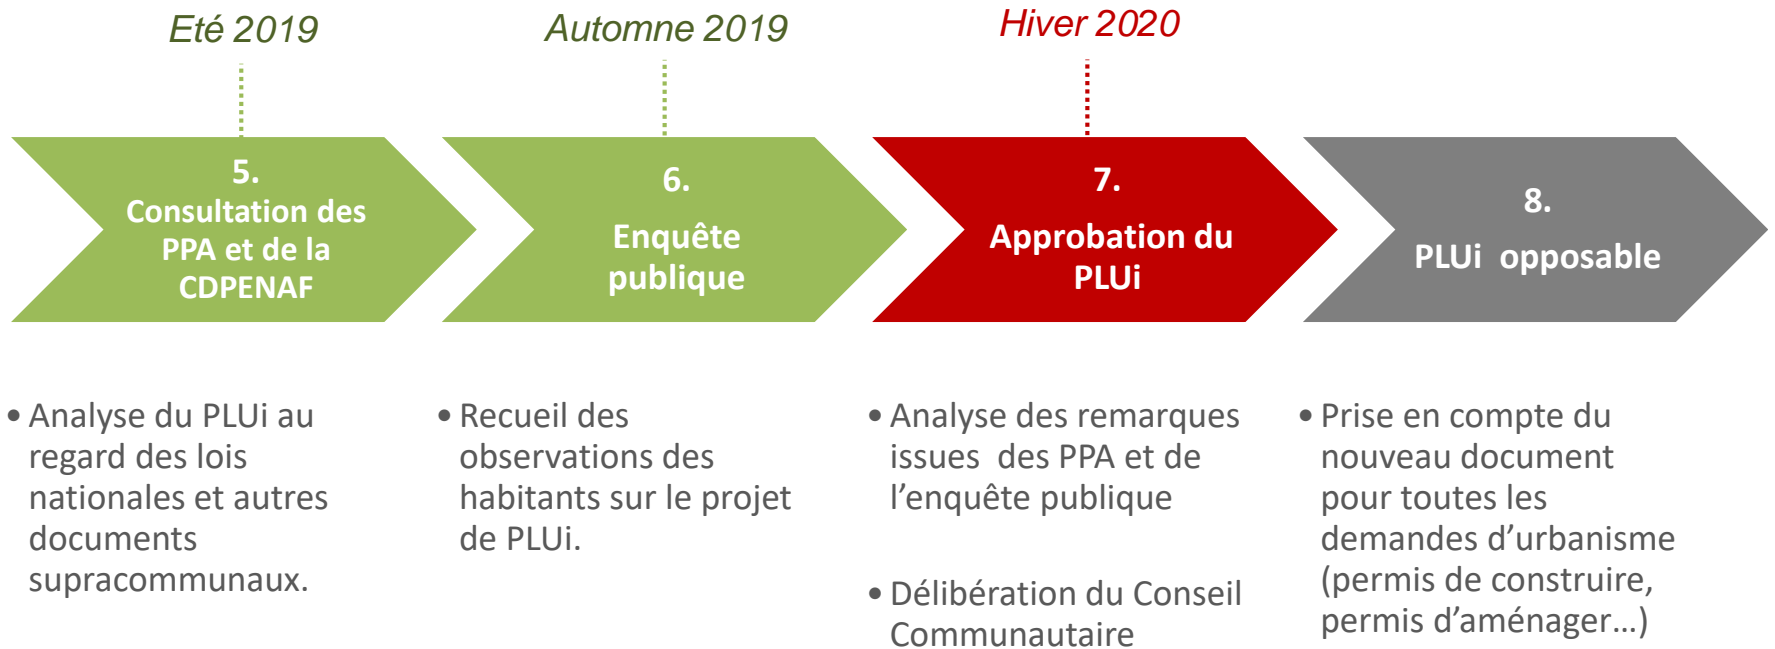 Eté 2019
Automne 2019
Hiver 2020
5.
Consultation des
PPA et de la
CDPENAF
6.
Enquête
publique
7.
Approbation du
PLUi
8.
PLUi opposable
• Analyse du PLUi au
regard des lois
nationales et autres
documents
supracommunaux.
• Recueil des
observations des
habitants sur le projet
de PLUi.
• Analyse des remarques
issues des PPA et de
l’enquête publique
• Délibération du Conseil
Communautaire
• Prise en compte du
nouveau document
pour toutes les
demandes d’urbanisme
(permis de construire,
permis d’aménager…)